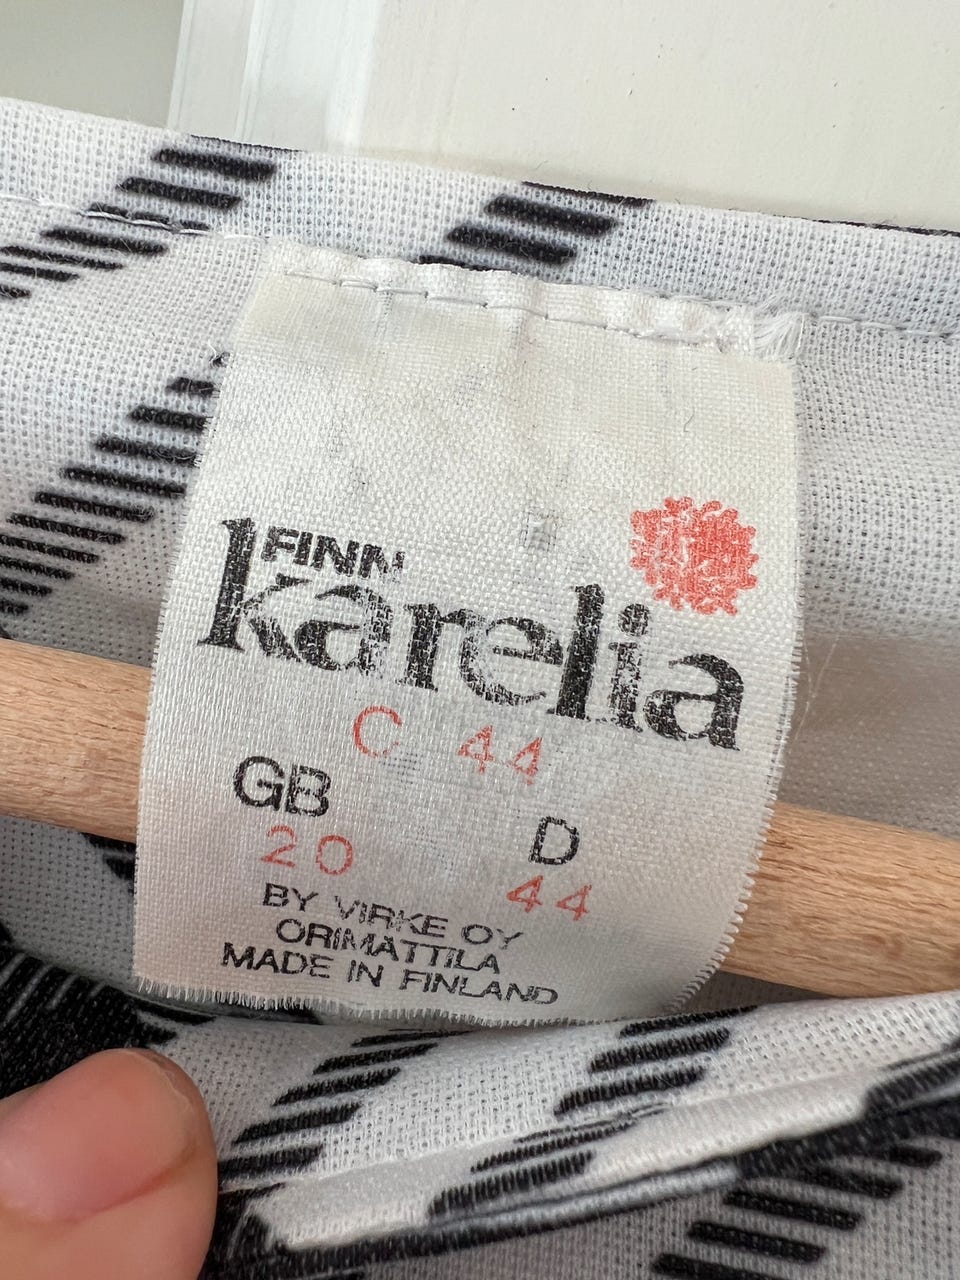 FINN
karelia
C 44
GB D
20 44
BY VIRKE OY
ORIMATTILA
MADE IN FINLAND